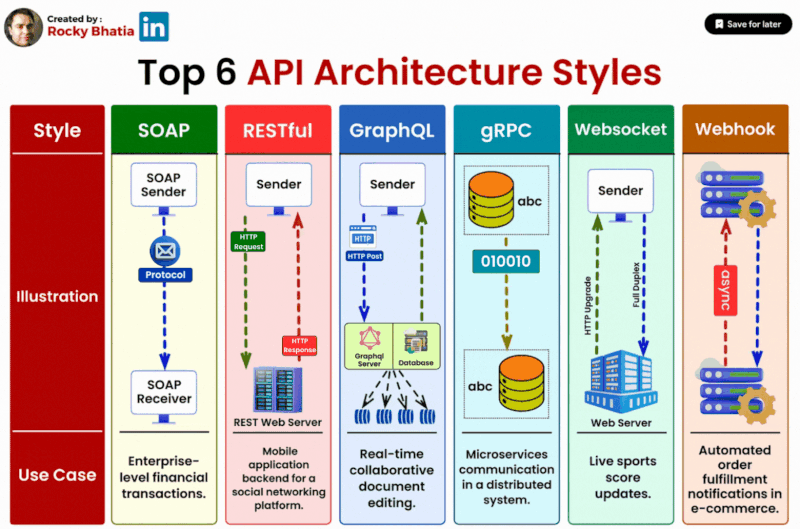 Created by :
Rocky Bhatia
in
Save for later
Top 6 API Architecture Styles
Style
SOAP
RESTful
GraphQL
gRPC
Websocket
Webhook
Illustration
SOAP
Sender
Protocol
SOAP
Receiver
Sender
HTTP
Request
HTTP
Response
REST Web Server
Sender
HTTP
HTTP Post
Graphql
Server
Database
abc
010010
abc
Sender
HTTP Upgrade
Full Duplex
Web Server
async
Use Case
Enterprise-
level financial
transactions.
Mobile
application
backend for a
social networking
platform.
Real-time
collaborative
document
editing.
Microservices
communication
in a distributed
system.
Live sports
score
updates.
Automated
order
fulfillment
notifications in
e-commerce.